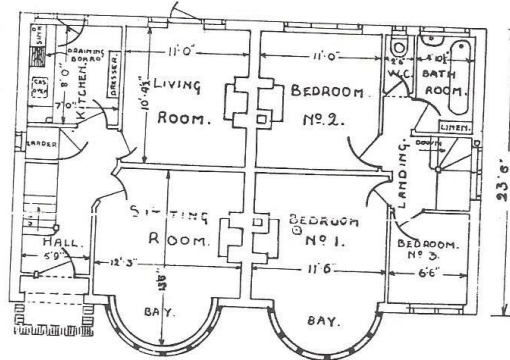 SINK
DRAINING
BOARD
GAS
8'0"
7'0"
KITCHEN
DRESSER
11'0"
10'4½"
LIVING
ROOM.
11'0"
BEDROOM
No 2.
2'6"
W.C.
BATH
ROOM.
LINEN.
LARDER
DOWN
LANDING
HALL.
5'9"
SITTING
ROOM.
12'3"
BAY.
BEDROOM
No 1.
11'6"
BAY.
BEDROOM.
No 3.
6'6"
23'6"